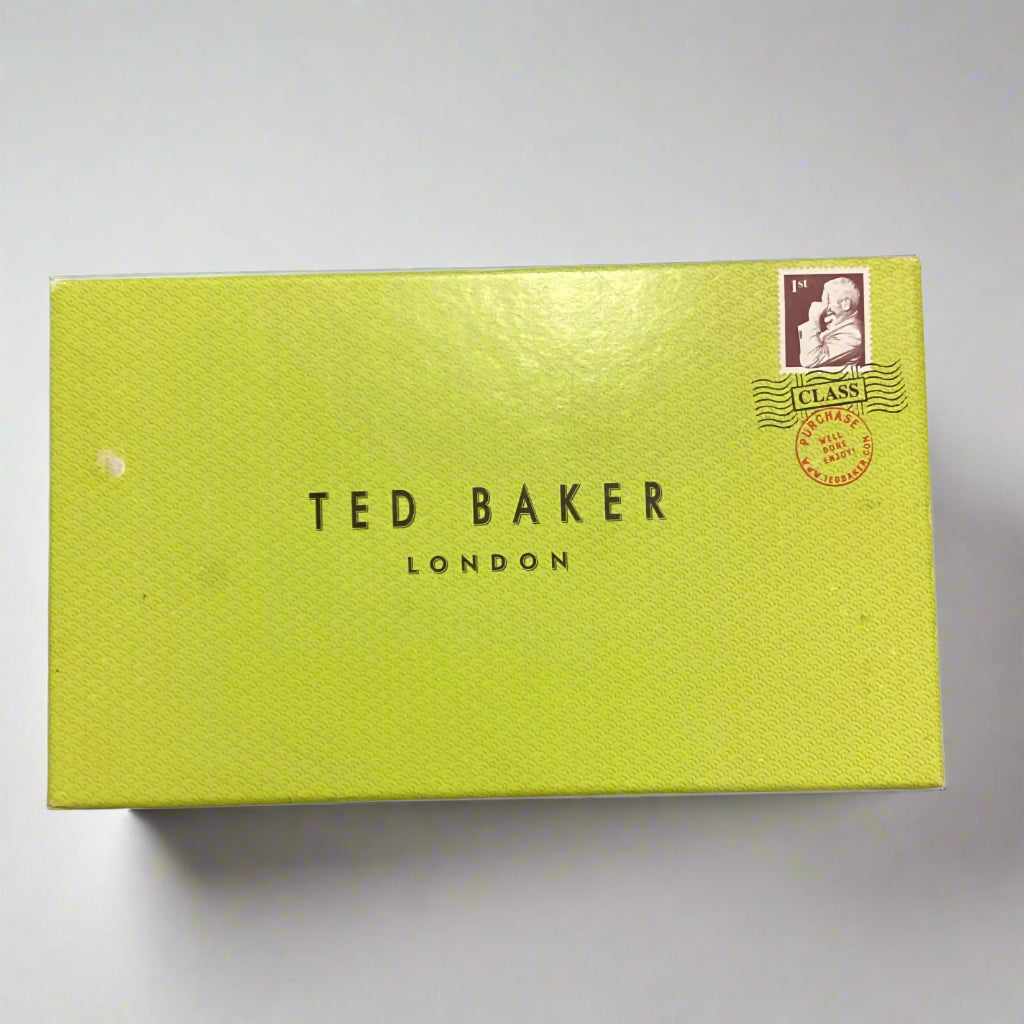 1st
CLASS
PURCHASE
WELL
DONE
ENJOY!
WWW.TEDBAKER.COM
TED BAKER
LONDON